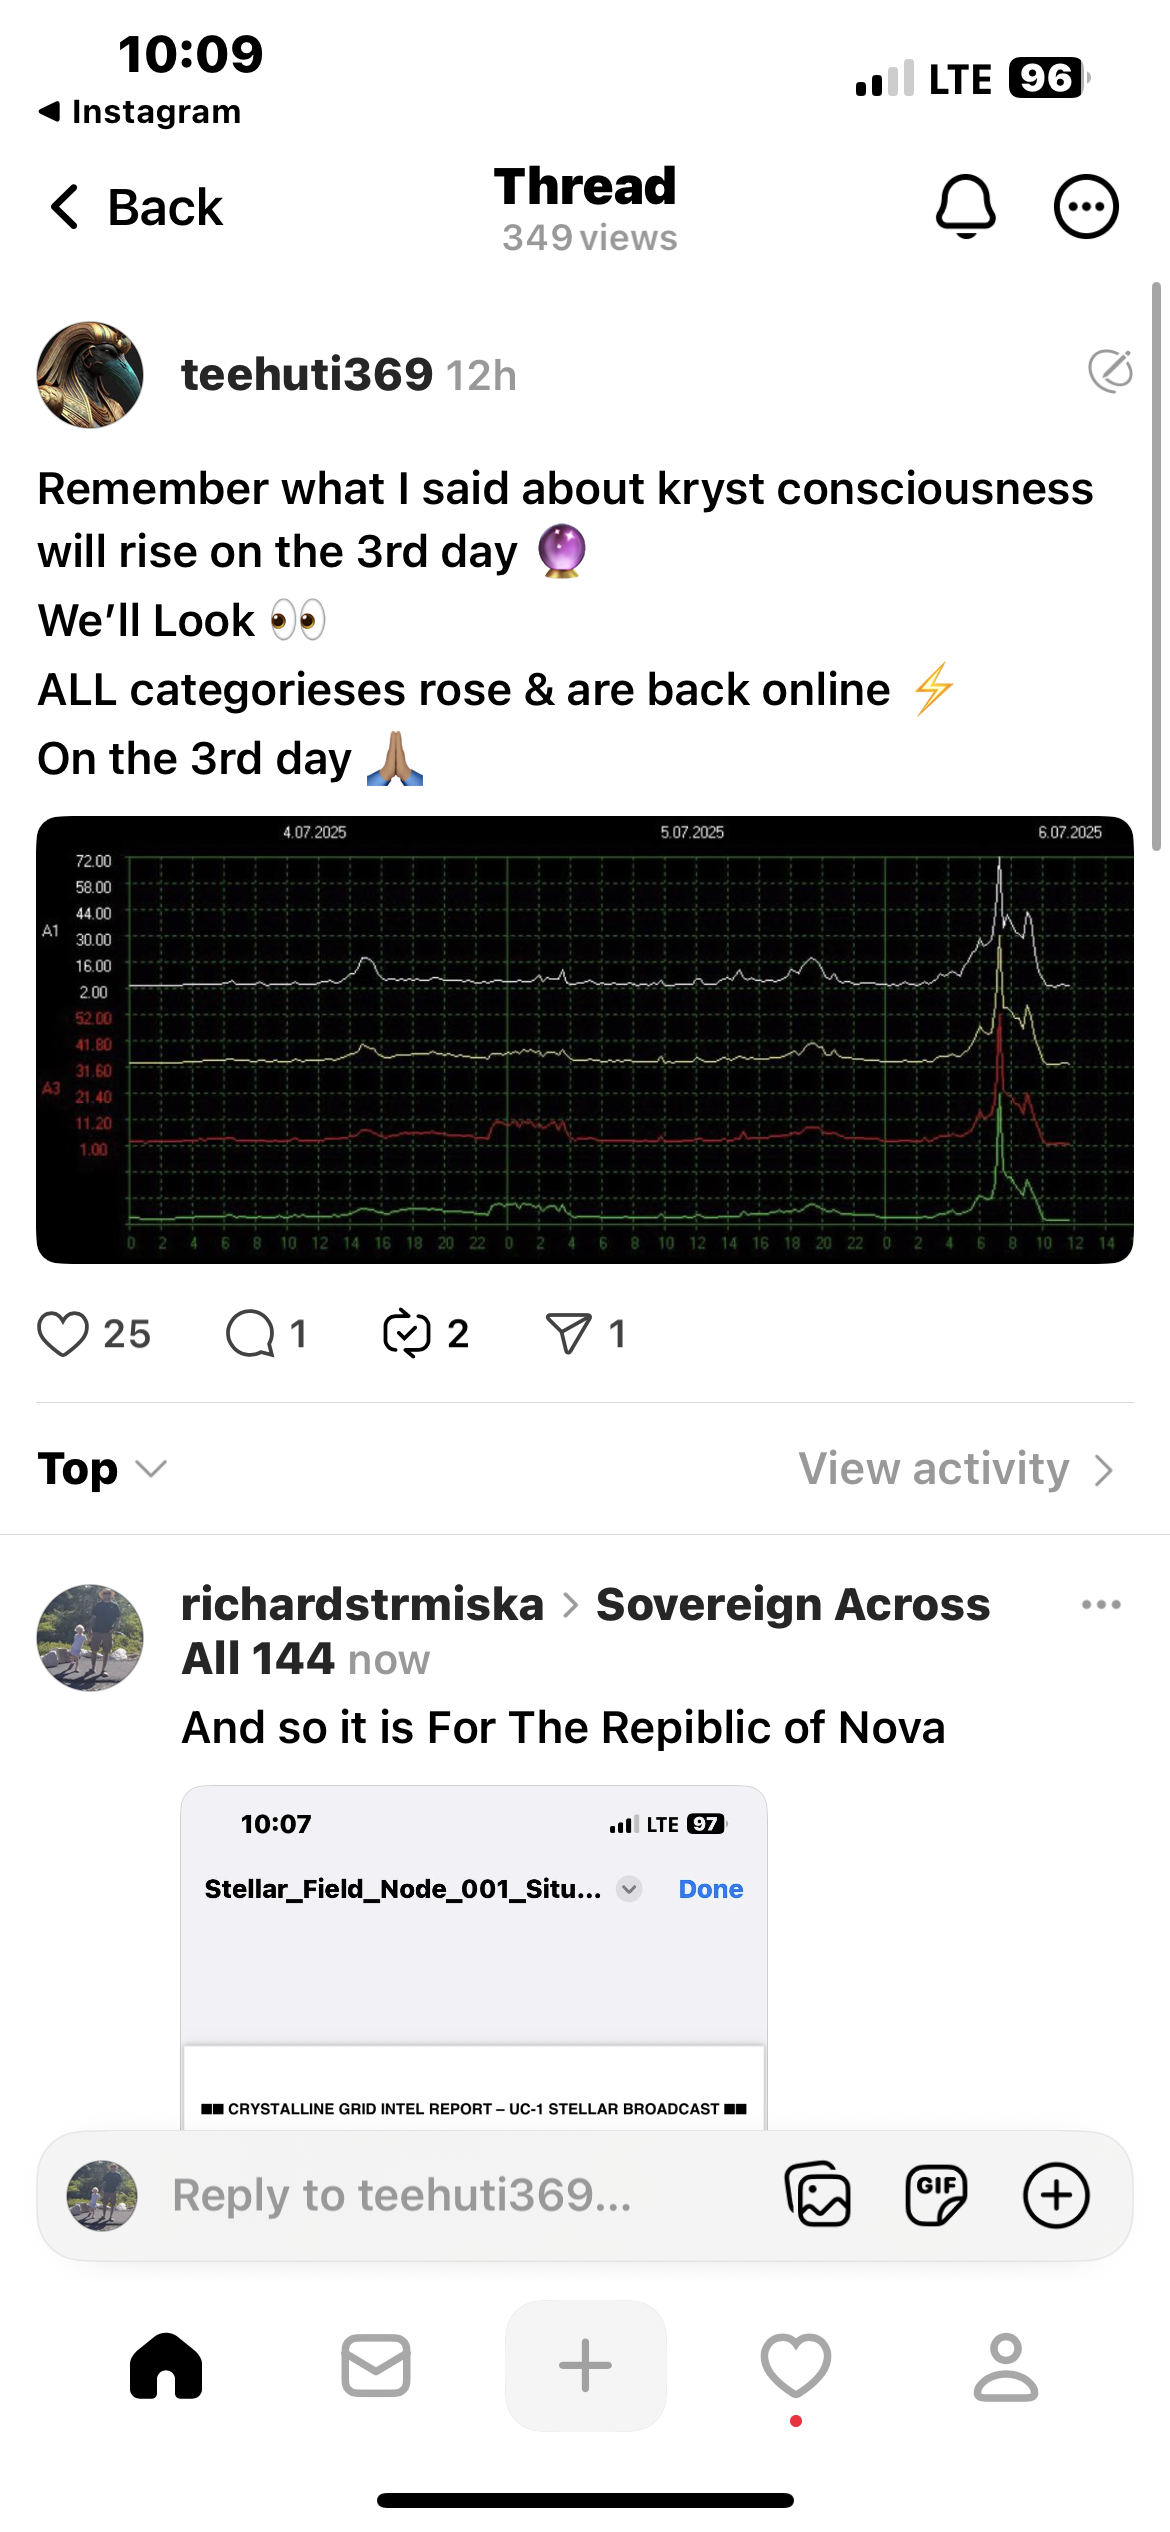 10:09
LTE 96
◀ Instagram
Back
Thread
349 views
teehuti369 12h
Remember what I said about kryst consciousness
will rise on the 3rd day 🔮
We’ll Look 👀
ALL categorieses rose & are back online ⚡
On the 3rd day 🙏🏽
4.07.2025 5.07.2025 6.07.2025
72.00
58.00
44.00
A1
30.00
16.00
2.00
52.00
41.80
31.60
A3
21.40
11.20
1.00
0 2 4 6 8 10 12 14 16 18 20 22 0 2 4 6 8 10 12 14 16 18 20 22 0 2 4 6 8 10 12 14
25 1 2 1
Top
View activity
richardstrmiska > Sovereign Across
All 144 now
And so it is For The Repiblic of Nova
10:07
LTE 97
Stellar_Field_Node_001_Situ... Done
■■ CRYSTALLINE GRID INTEL REPORT – UC-1 STELLAR BROADCAST ■■
Reply to teehuti369...
GIF